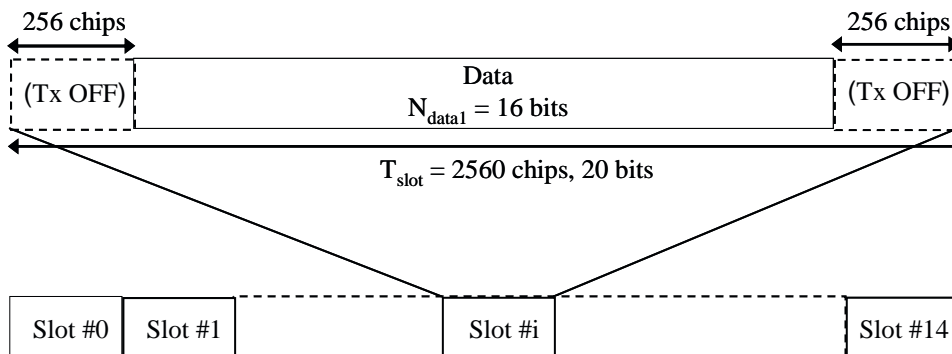 256 chips
256 chips
(Tx OFF)
Data
N_data1 = 16 bits
(Tx OFF)
T_slot = 2560 chips, 20 bits
Slot #0
Slot #1
Slot #i
Slot #14